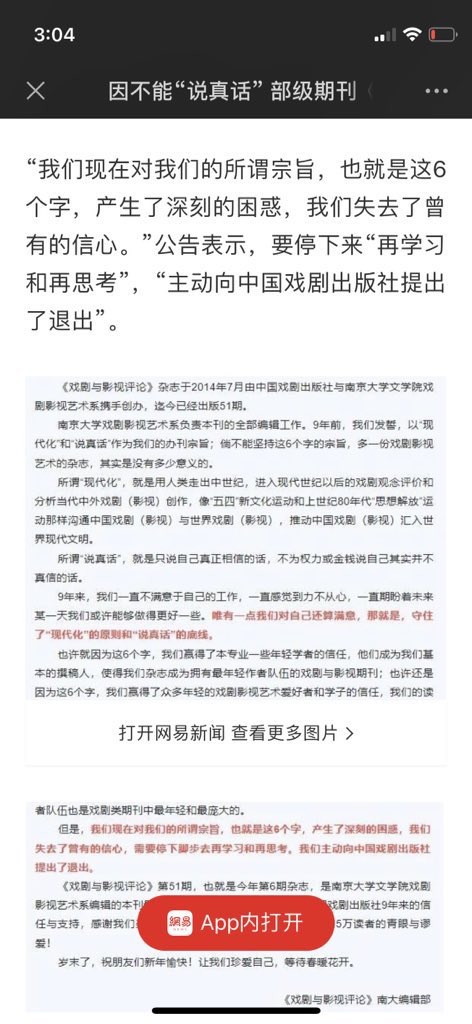 3:04
因不能“说真话” 部级期刊
“我们现在对我们的所谓宗旨，也就是这6
个字，产生了深刻的困惑，我们失去了曾
有的信心。”公告表示，要停下来“再学习
和再思考”，“主动向中国戏剧出版社提出
了退出”。
《戏剧与影视评论》杂志于2014年7月由中国戏剧出版社与南京大学文学院戏
剧影视艺术系携手创办，迄今已经出版51期。
南京大学戏剧影视艺术系负责本刊的全部编辑工作。9年前，我们发誓，以“现
代化”和“说真话”作为我们的办刊宗旨；倘不能坚持这6个字的宗旨，多一份戏剧影视
艺术的杂志，其实是没有多少意义的。
所谓“现代化”，就是用人类走出中世纪，进入现代世纪以后的戏剧观念评价和
分析当代中外戏剧（影视）创作，像“五四”新文化运动和上世纪80年代“思想解放”运
动那样沟通中国戏剧（影视）与世界戏剧（影视），推动中国戏剧（影视）汇入世
界现代文明。
所谓“说真话”，就是只说自己真正相信的话，不为权力或金钱说自己其实并不
真信的话。
9年来，我们一直不满意于自己的工作，一直感觉到力不从心，一直期盼着未来
某一天我们或许能够做得更好一些。唯有一点我们对自己还算满意，那就是，守住
了“现代化”的原则和“说真话”的底线。
也许就因为这6个字，我们赢得了本专业一些年轻学者的信任，他们成为我们基
本的撰稿人，使得我们杂志成为拥有最年轻作者队伍的戏剧与影视期刊；也许还是
因为这6个字，我们赢得了众多年轻的戏剧影视艺术爱好者和学子的信任，我们的读
打开网易新闻 查看更多图片
者队伍也是戏剧类期刊中最年轻和最庞大的。
但是，我们现在对我们的所谓宗旨，也就是这6个字，产生了深刻的困惑，我们
失去了曾有的信心，需要停下脚步去再学习和再思考。我们主动向中国戏剧出版社
提出了退出。
《戏剧与影视评论》第51期，也就是今年第6期杂志，是南京大学文学院戏剧
影视艺术系编辑的本刊 戏剧出版社9年来的信
任与支持，感谢我们 5万读者的青眼与谬
爱！
網易 App内打开
岁末了，祝朋友们新年愉快！让我们珍爱自己，等待春暖花开。
《戏剧与影视评论》南大编辑部